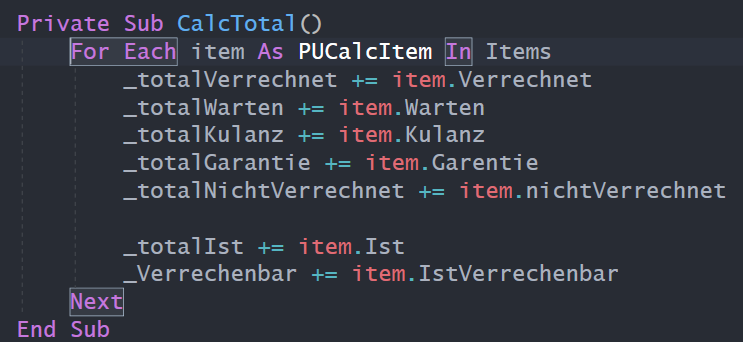 Private Sub CalcTotal()
For Each item As PUCalcItem In Items
_totalVerrechnet += item.Verrechnet
_totalWarten += item.Warten
_totalKulanz += item.Kulanz
_totalGarantie += item.Garentie
_totalNichtVerrechnet += item.nichtVerrechnet
_totalIst += item.Ist
_Verrechenbar += item.IstVerrechenbar
Next
End Sub